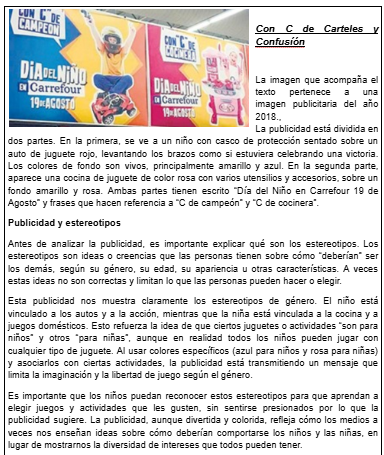 CON "C" DE
CAMPEÓN
DÍA DEL NIÑO
EN Carrefour
19 DE AGOSTO
CON "C" DE
COCINERA
DÍA DEL NIÑO
EN Carrefour
19 DE AGOSTO
Con C de Carteles y
Confusión
La imagen que acompaña el
texto pertenece a una
imagen publicitaria del año
2018.,
La publicidad está dividida en
dos partes. En la primera, se ve a un niño con casco de protección sentado sobre un
auto de juguete rojo, levantando los brazos como si estuviera celebrando una victoria.
Los colores de fondo son vivos, principalmente amarillo y azul. En la segunda parte,
aparece una cocina de juguete de color rosa con varios utensilios y accesorios, sobre un
fondo amarillo y rosa. Ambas partes tienen escrito "Día del Niño en Carrefour 19 de
Agosto" y frases que hacen referencia a "C de campeón" y "C de cocinera".
Publicidad y estereotipos
Antes de analizar la publicidad, es importante explicar qué son los estereotipos. Los
estereotipos son ideas o creencias que las personas tienen sobre cómo "deberían" ser
los demás, según su género, su edad, su apariencia u otras características. A veces
estas ideas no son correctas y limitan lo que las personas pueden hacer o elegir.
Esta publicidad nos muestra claramente los estereotipos de género. El niño está
vinculado a los autos y a la acción, mientras que la niña está vinculada a la cocina y a
juegos domésticos. Esto refuerza la idea de que ciertos juguetes o actividades "son para
niños" y otros "para niñas", aunque en realidad todos los niños pueden jugar con
cualquier tipo de juguete. Al usar colores específicos (azul para niños y rosa para niñas)
y asociarlos con ciertas actividades, la publicidad está transmitiendo un mensaje que
limita la imaginación y la libertad de juego según el género.
Es importante que los niños puedan reconocer estos estereotipos para que aprendan a
elegir juegos y actividades que les gusten, sin sentirse presionados por lo que la
publicidad sugiere. La publicidad, aunque divertida y colorida, refleja cómo los medios a
veces nos enseñan ideas sobre cómo deberían comportarse los niños y las niñas, en
lugar de mostrarnos la diversidad de intereses que todos pueden tener.